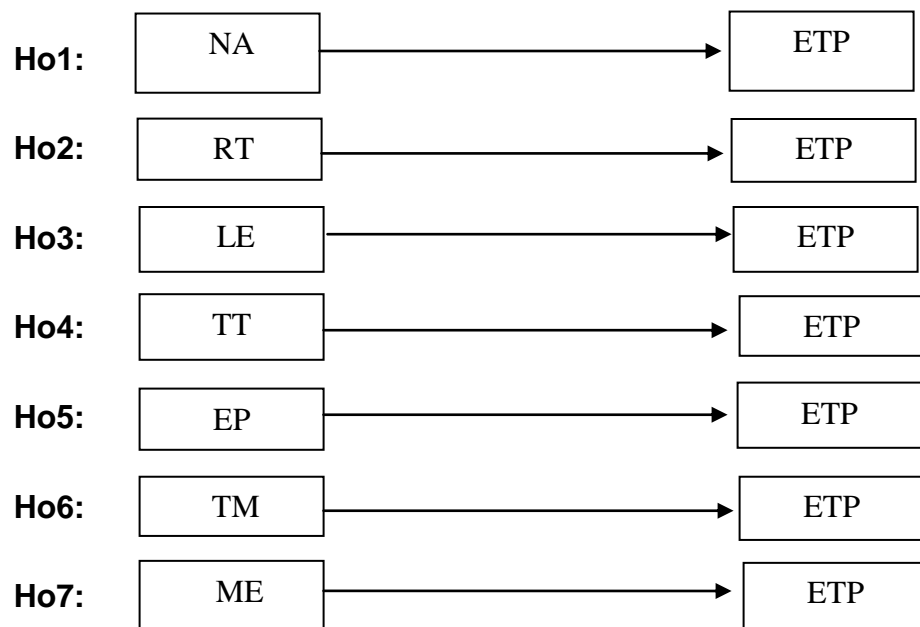 Ho1: NA ETP
Ho2: RT ETP
Ho3: LE ETP
Ho4: TT ETP
Ho5: EP ETP
Ho6: TM ETP
Ho7: ME ETP